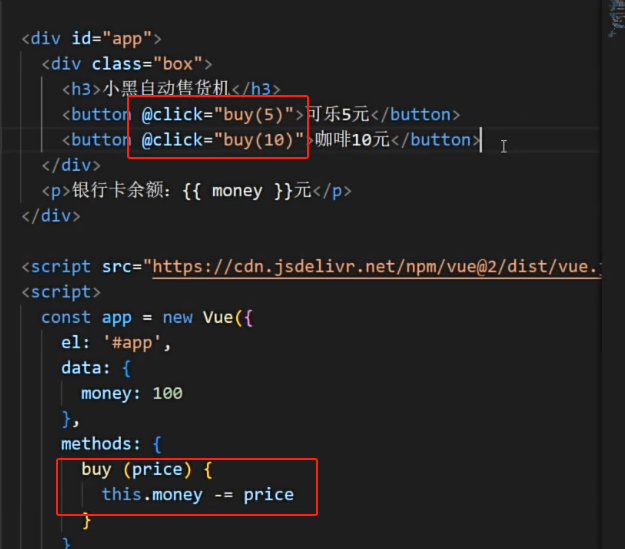 <div id="app">
<div class="box">
<h3>小黑自动售货机</h3>
<button @click="buy(5)">可乐5元</button>
<button @click="buy(10)">咖啡10元</button>
</div>
<p>银行卡余额：{{ money }}元</p>
</div>
<script src="https://cdn.jsdelivr.net/npm/vue@2/dist/vue.
<script>
const app = new Vue({
el: '#app',
data: {
money: 100
},
methods: {
buy (price) {
this.money -= price
}
}